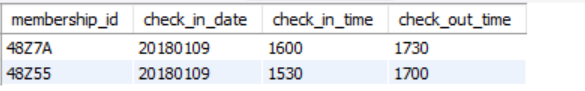 membership_id check_in_date check_in_time check_out_time
48Z7A 20180109 1600 1730
48Z55 20180109 1530 1700